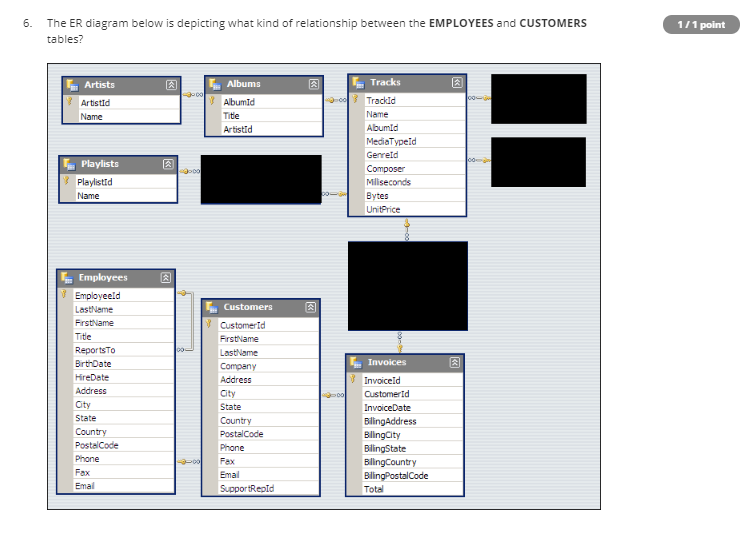 6. The ER diagram below is depicting what kind of relationship between the EMPLOYEES and CUSTOMERS
tables?
1 / 1 point
Artists
ArtistId
Name
Albums
AlbumId
Title
ArtistId
Tracks
TrackId
Name
AlbumId
MediaTypeId
GenreId
Composer
Milliseconds
Bytes
UnitPrice
Playlists
PlaylistId
Name
Employees
EmployeeId
LastName
FirstName
Title
ReportsTo
BirthDate
HireDate
Address
City
State
Country
PostalCode
Phone
Fax
Email
Customers
CustomerId
FirstName
LastName
Company
Address
City
State
Country
PostalCode
Phone
Fax
Email
SupportRepId
Invoices
InvoiceId
CustomerId
InvoiceDate
BillingAddress
BillingCity
BillingState
BillingCountry
BillingPostalCode
Total